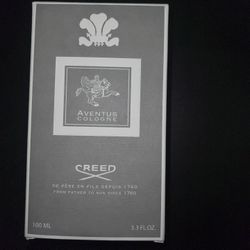 AVENTUS
COLOGNE
CREED
DE PÈRE EN FILS DEPUIS 1760
FROM FATHER TO SON SINCE 1760
100 ML 3.3 FL.OZ.